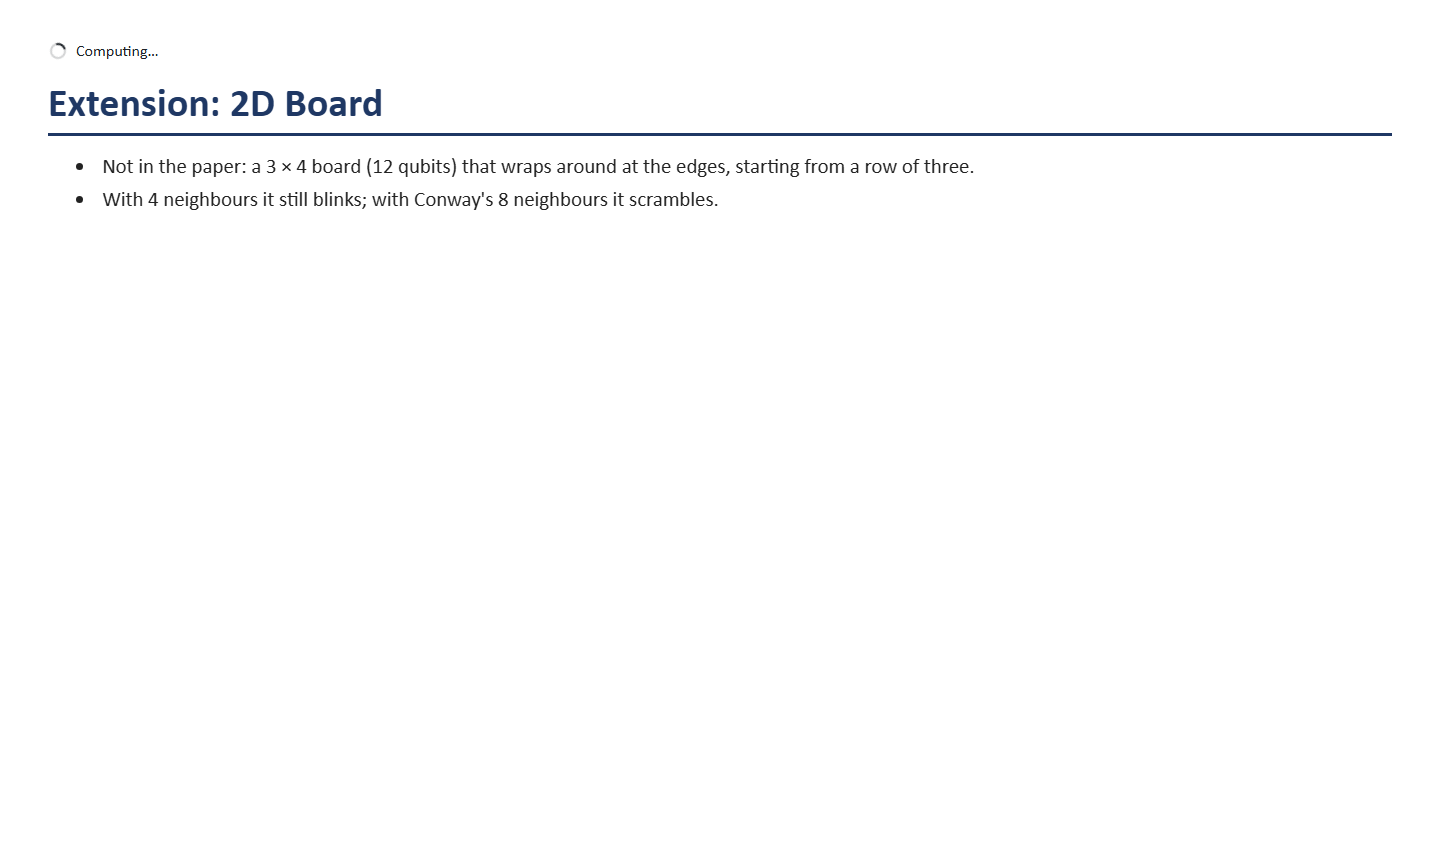 Computing...
Extension: 2D Board
• Not in the paper: a 3 × 4 board (12 qubits) that wraps around at the edges, starting from a row of three.
• With 4 neighbours it still blinks; with Conway's 8 neighbours it scrambles.